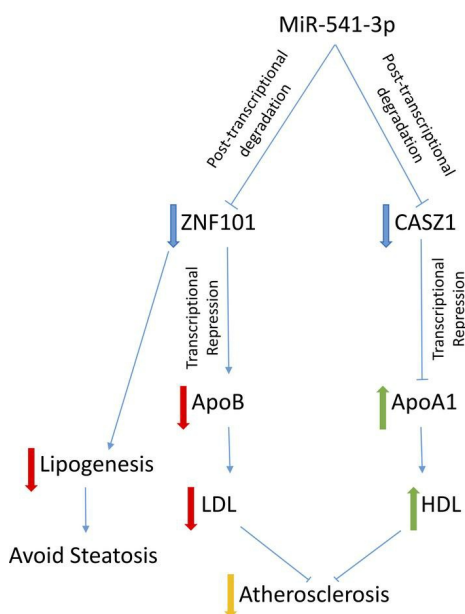 MiR-541-3p
Post-transcriptional
degradation
Post-transcriptional
degradation
ZNF101
CASZ1
Transcriptional
Repression
Transcriptional
Repression
ApoB
ApoA1
Lipogenesis
LDL
HDL
Avoid Steatosis
Atherosclerosis